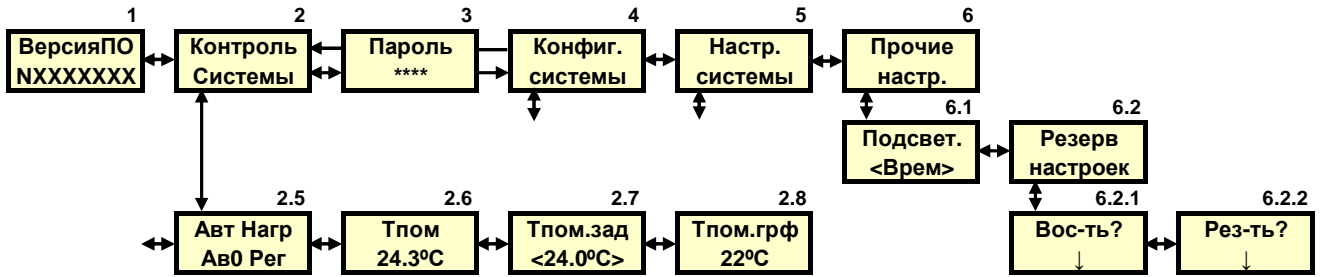 1 2 3 4 5 6
ВерсияПО Контроль Пароль Конфиг. Настр. Прочие
NXXXXXXX Системы **** системы системы настр.
6.1 6.2
Подсвет. Резерв
<Врем> настроек
2.5 2.6 2.7 2.8 6.2.1 6.2.2
Авт Нагр Тпом Тпом.зад Тпом.грф Вос-ть? Рез-ть?
Ав0 Рег 24.3ºC <24.0ºC> 22ºC ↓ ↓